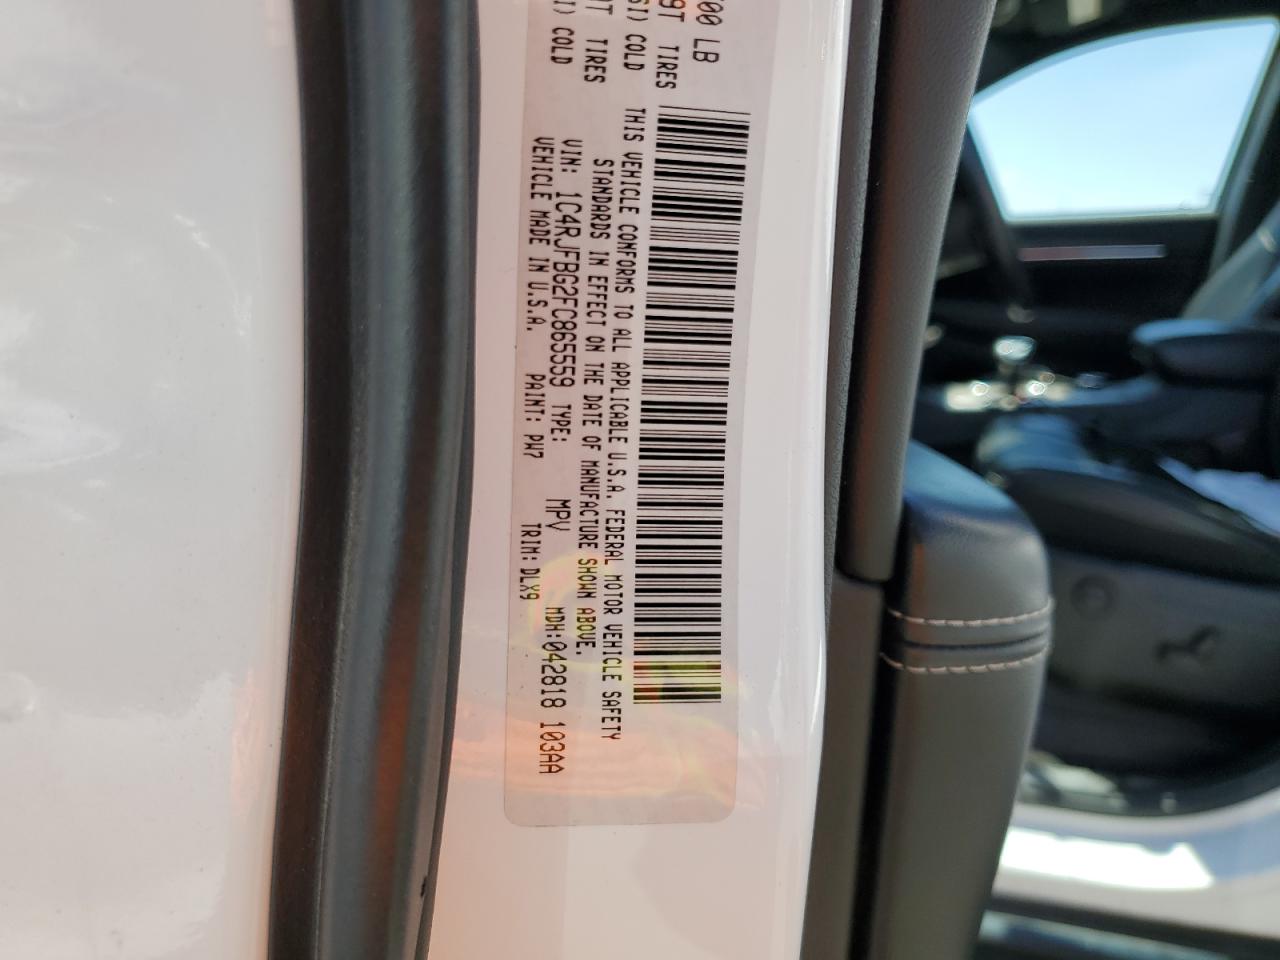 00 LB
9T TIRES
SI) COLD
T TIRES
I) COLD
THIS VEHICLE CONFORMS TO ALL APPLICABLE U.S.A. FEDERAL MOTOR VEHICLE SAFETY
STANDARDS IN EFFECT ON THE DATE OF MANUFACTURE SHOWN ABOVE.
VIN: 1C4RJFBG2FC865559 TYPE: MPV MDH:042818 103AA
VEHICLE MADE IN U.S.A. PAINT: PW7 TRIM: DLX9